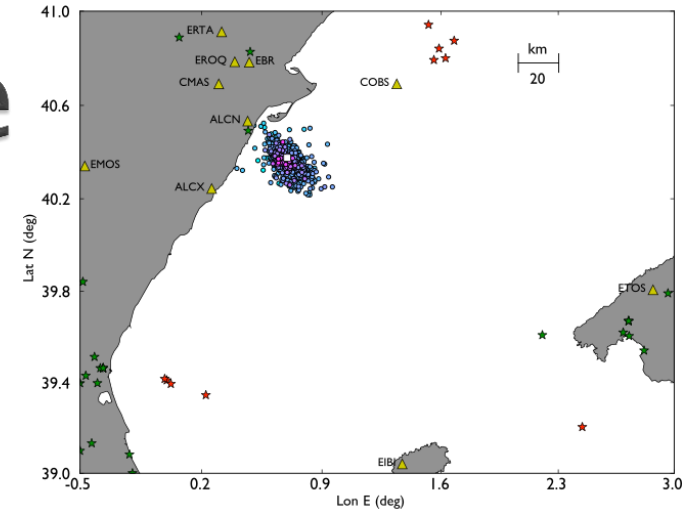 41.0
ERTA
EROQ
EBR
CMAS
COBS
km
20
40.6
ALCN
EMOS
ALCX
40.2
Lat N (deg)
39.8
ETOS
39.4
EIBI
39.0
-0.5
0.2
0.9
1.6
2.3
3.0
Lon E (deg)